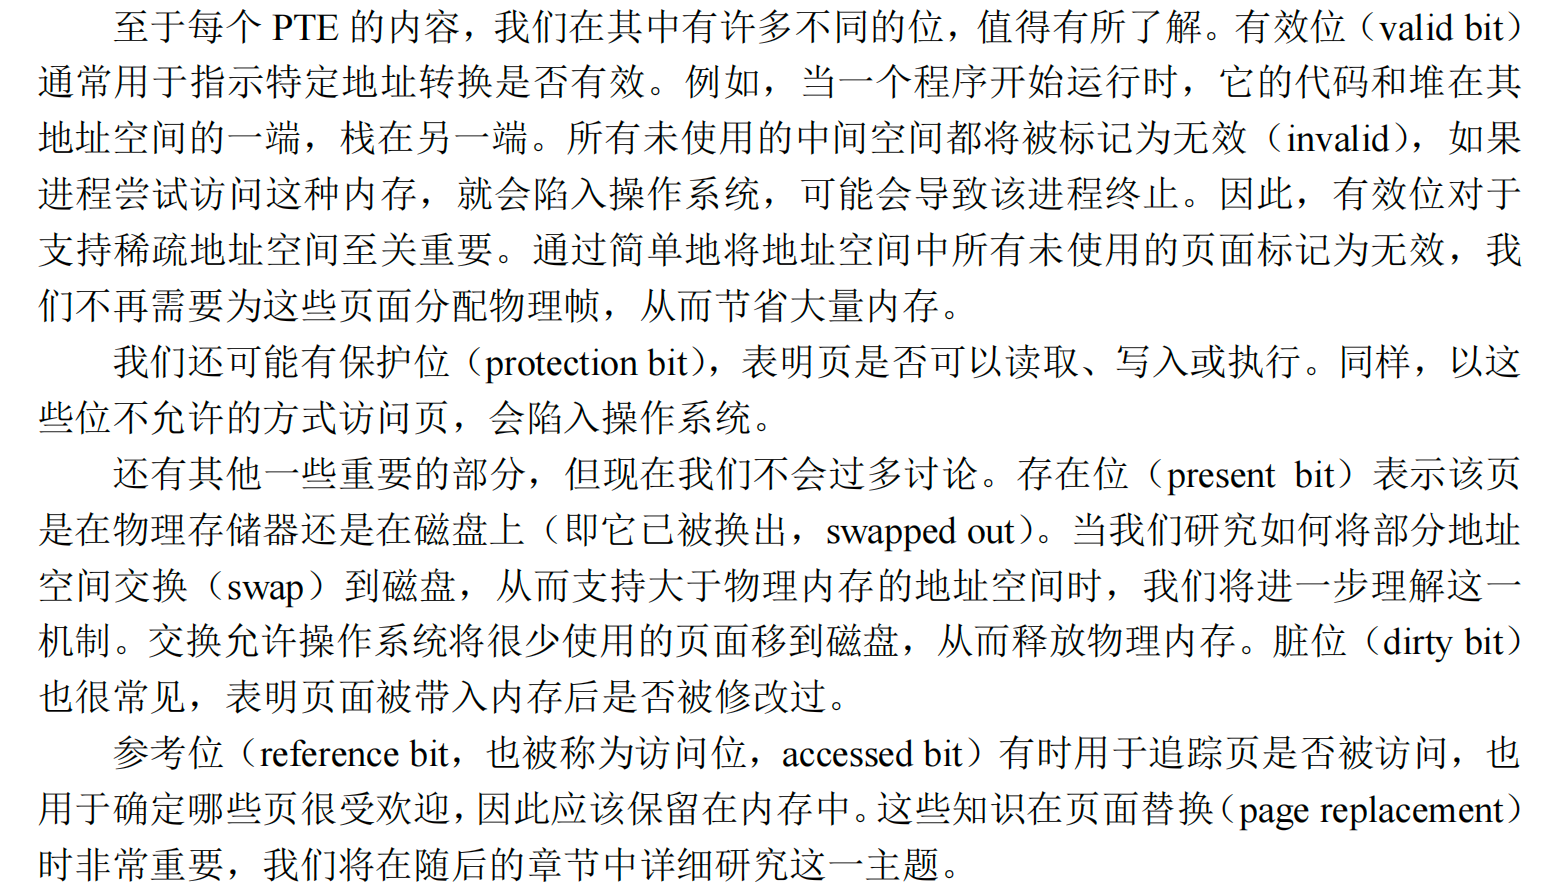 至于每个 PTE 的内容，我们在其中有许多不同的位，值得有所了解。有效位（valid bit）
通常用于指示特定地址转换是否有效。例如，当一个程序开始运行时，它的代码和堆在其
地址空间的一端，栈在另一端。所有未使用的中间空间都将被标记为无效（invalid），如果
进程尝试访问这种内存，就会陷入操作系统，可能会导致该进程终止。因此，有效位对于
支持稀疏地址空间至关重要。通过简单地将地址空间中所有未使用的页面标记为无效，我
们不再需要为这些页面分配物理帧，从而节省大量内存。
我们还可能有保护位（protection bit），表明页是否可以读取、写入或执行。同样，以这
些位不允许的方式访问页，会陷入操作系统。
还有其他一些重要的部分，但现在我们不会过多讨论。存在位（present bit）表示该页
是在物理存储器还是在磁盘上（即它已被换出，swapped out）。当我们研究如何将部分地址
空间交换（swap）到磁盘，从而支持大于物理内存的地址空间时，我们将进一步理解这一
机制。交换允许操作系统将很少使用的页面移到磁盘，从而释放物理内存。脏位（dirty bit）
也很常见，表明页面被带入内存后是否被修改过。
参考位（reference bit，也被称为访问位，accessed bit）有时用于追踪页是否被访问，也
用于确定哪些页很受欢迎，因此应该保留在内存中。这些知识在页面替换（page replacement）
时非常重要，我们将在随后的章节中详细研究这一主题。